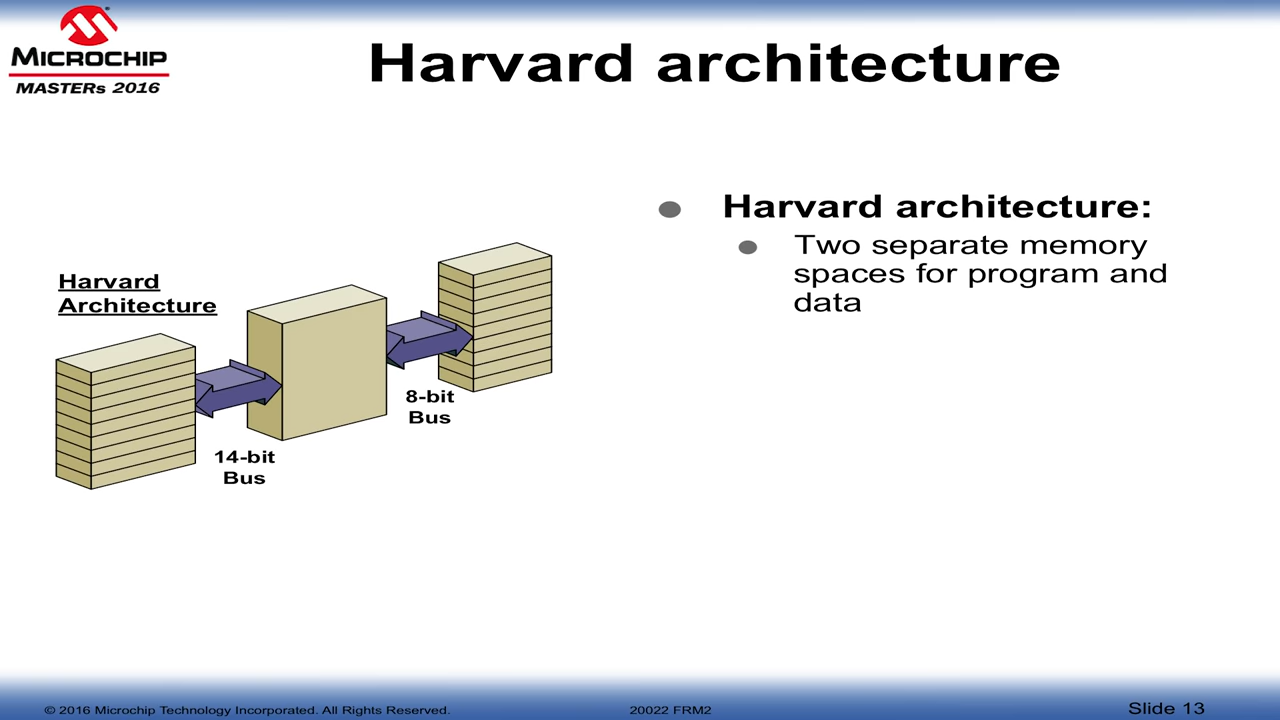 MICROCHIP
MASTERs 2016
Harvard architecture
Harvard architecture:
Two separate memory
spaces for program and
data
Harvard
Architecture
8-bit
Bus
14-bit
Bus
© 2016 Microchip Technology Incorporated. All Rights Reserved.
20022 FRM2
Slide 13